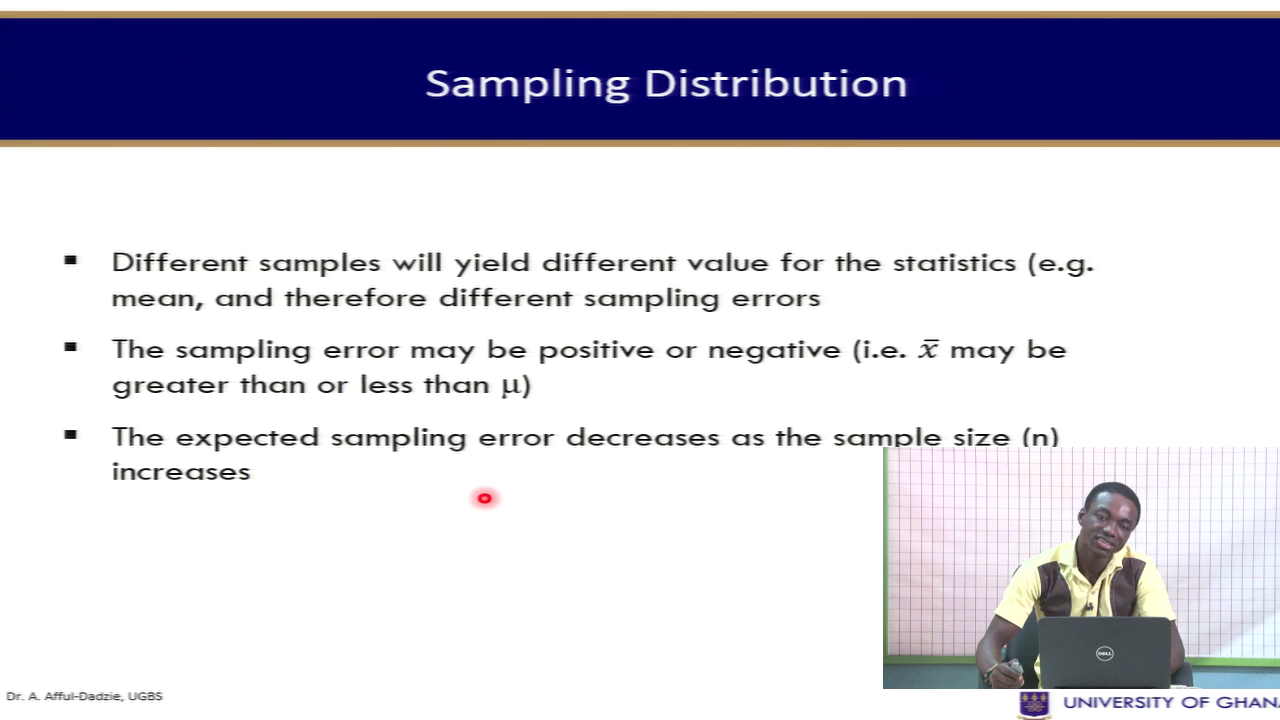 Sampling Distribution
▪ Different samples will yield different value for the statistics (e.g.
mean, and therefore different sampling errors
▪ The sampling error may be positive or negative (i.e. x̄ may be
greater than or less than μ)
▪ The expected sampling error decreases as the sample size (n)
increases
DELL
Dr. A. Afful-Dadzie, UGBS
UNIVERSITY OF GHAN